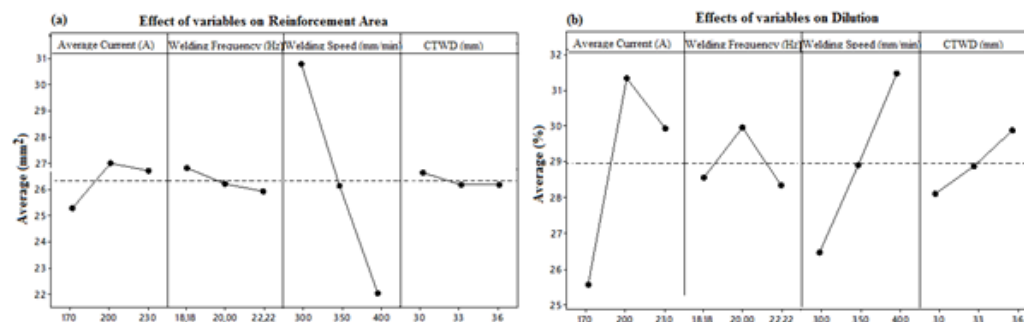 (a) Effect of variables on Reinforcement Area
Average Current (A) Welding Frequency (Hz) Welding Speed (mm/min) CTWD (mm)
Average (mm²)
31
30
29
28
27
26
25
24
23
22
170 200 230 18,18 20,00 22,22 300 350 400 30 33 36
(b) Effects of variables on Dilution
Average Current (A) Welding Frequency (Hz) Welding Speed (mm/min) CTWD (mm)
Average (%)
32
31
30
29
28
27
26
25
170 200 230 18,18 20,00 22,22 300 350 400 30 33 36